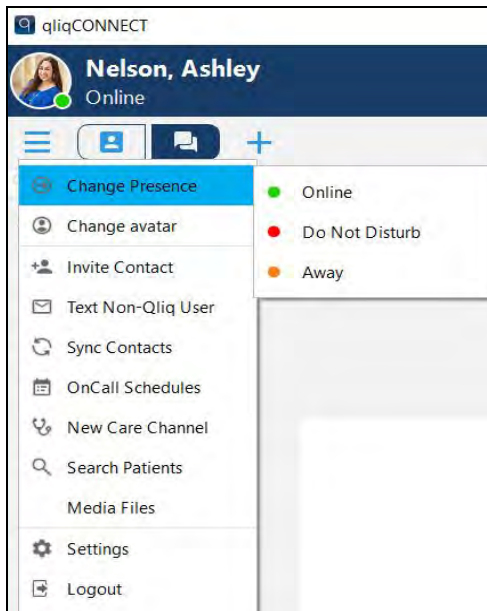 qliqCONNECT
Nelson, Ashley
Online
Change Presence
Online
Do Not Disturb
Away
Change avatar
Invite Contact
Text Non-Qliq User
Sync Contacts
OnCall Schedules
New Care Channel
Search Patients
Media Files
Settings
Logout